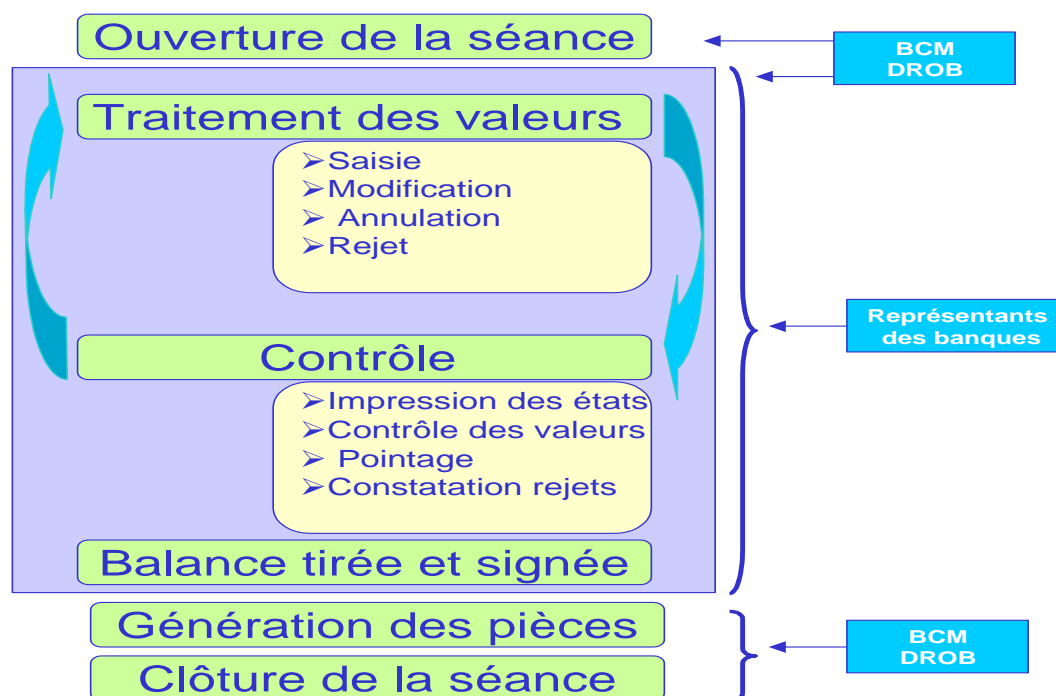 Ouverture de la séance
BCM
DROB
Traitement des valeurs
➢Saisie
➢Modification
➢ Annulation
➢Rejet
Représentants
des banques
Contrôle
➢Impression des états
➢Contrôle des valeurs
➢ Pointage
➢Constatation rejets
Balance tirée et signée
Génération des pièces
BCM
DROB
Clôture de la séance